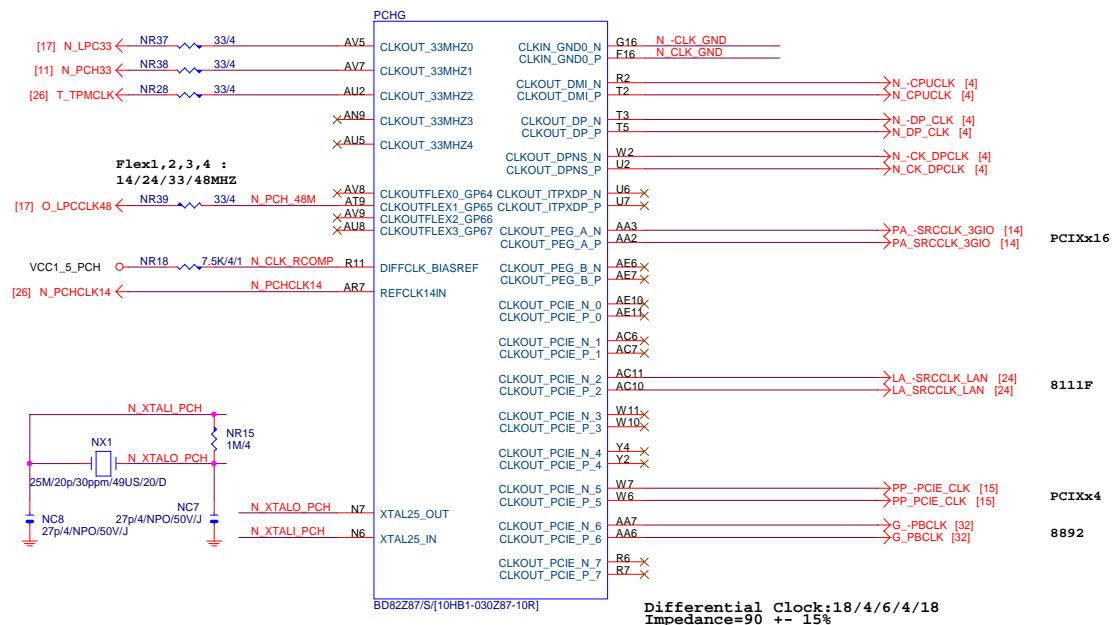 PCHG
[17] N_LPC33 NR37 33/4 AV5 CLKOUT_33MHZ0
[11] N_PCH33 NR38 33/4 AV7 CLKOUT_33MHZ1
[26] T_TPMCLK NR28 33/4 AU2 CLKOUT_33MHZ2
AN9 CLKOUT_33MHZ3
AU5 CLKOUT_33MHZ4
Flex1,2,3,4 :
14/24/33/48MHZ
AV8 CLKOUTFLEX0_GP64
[17] O_LPCCLK48 NR39 33/4 N_PCH_48M AT9 CLKOUTFLEX1_GP65
AV9 CLKOUTFLEX2_GP66
AU8 CLKOUTFLEX3_GP67
VCC1_5_PCH NR18 7.5K/4/1 N_CLK_RCOMP R11 DIFFCLK_BIASREF
[26] N_PCHCLK14 N_PCHCLK14 AR7 REFCLK14IN
N_XTALI_PCH
NR15
1M/4
NX1
N_XTALO_PCH
25M/20p/30ppm/49US/20/D
NC8
27p/4/NPO/50V/J
NC7
27p/4/NPO/50V/J
N_XTALO_PCH N7 XTAL25_OUT
N_XTALI_PCH N6 XTAL25_IN
CLKIN_GND0_N G16 N_-CLK_GND
CLKIN_GND0_P F16 N_CLK_GND
CLKOUT_DMI_N R2 N_-CPUCLK [4]
CLKOUT_DMI_P T2 N_CPUCLK [4]
CLKOUT_DP_N T3 N_-DP_CLK [4]
CLKOUT_DP_P T5 N_DP_CLK [4]
CLKOUT_DPNS_N W2 N_-CK_DPCLK [4]
CLKOUT_DPNS_P U2 N_CK_DPCLK [4]
CLKOUT_ITPXDP_N U6
CLKOUT_ITPXDP_P U7
CLKOUT_PEG_A_N AA3 PA_-SRCCLK_3GIO [14]
CLKOUT_PEG_A_P AA2 PA_SRCCLK_3GIO [14]
PCIXx16
CLKOUT_PEG_B_N AE6
CLKOUT_PEG_B_P AE7
CLKOUT_PCIE_N_0 AE10
CLKOUT_PCIE_P_0 AE11
CLKOUT_PCIE_N_1 AC6
CLKOUT_PCIE_P_1 AC7
CLKOUT_PCIE_N_2 AC11 LA_-SRCCLK_LAN [24]
CLKOUT_PCIE_P_2 AC10 LA_SRCCLK_LAN [24]
8111F
CLKOUT_PCIE_N_3 W11
CLKOUT_PCIE_P_3 W10
CLKOUT_PCIE_N_4 Y4
CLKOUT_PCIE_P_4 Y2
CLKOUT_PCIE_N_5 W7 PP_-PCIE_CLK [15]
CLKOUT_PCIE_P_5 W6 PP_PCIE_CLK [15]
PCIXx4
CLKOUT_PCIE_N_6 AA7 G_-PBCLK [32]
CLKOUT_PCIE_P_6 AA6 G_PBCLK [32]
8892
CLKOUT_PCIE_N_7 R6
CLKOUT_PCIE_P_7 R7
BD82Z87/S/[10HB1-030Z87-10R]
Differential Clock:18/4/6/4/18
Impedance=90 +- 15%